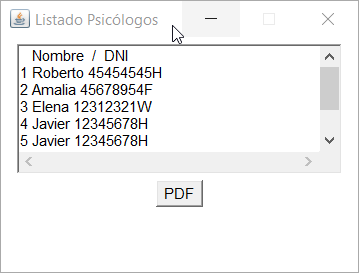 Listado Psicólogos
Nombre / DNI
1 Roberto 45454545H
2 Amalia 45678954F
3 Elena 12312321W
4 Javier 12345678H
5 Javier 12345678H
PDF